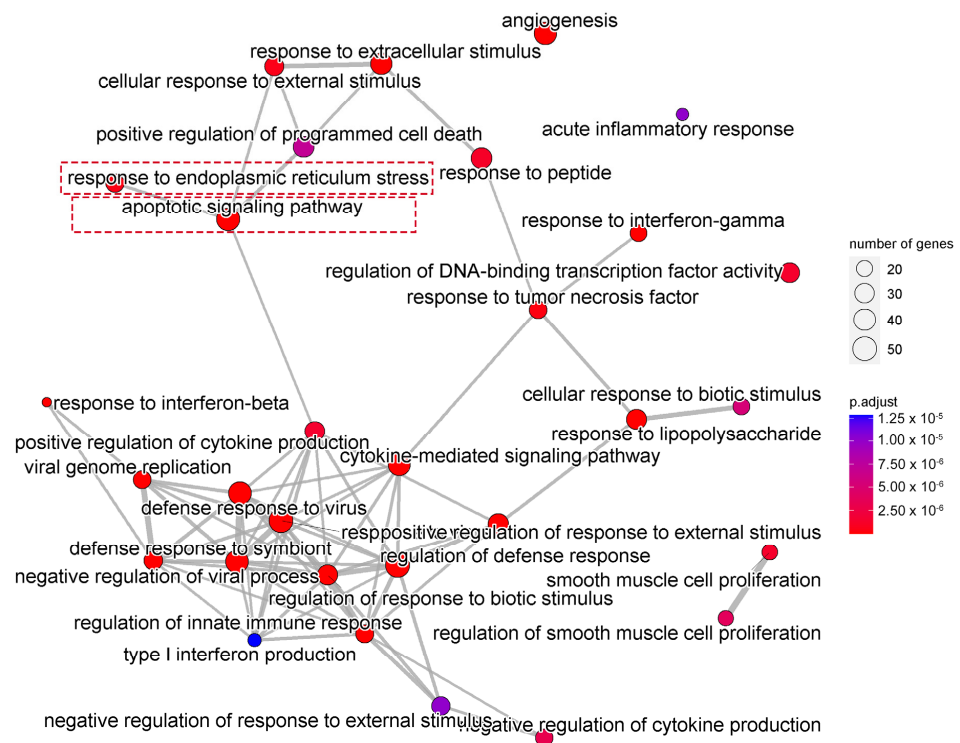 angiogenesis
response to extracellular stimulus
cellular response to external stimulus
acute inflammatory response
positive regulation of programmed cell death
response to peptide
response to endoplasmic reticulum stress
apoptotic signaling pathway
response to interferon-gamma
number of genes
20
30
40
50
regulation of DNA-binding transcription factor activity
response to tumor necrosis factor
cellular response to biotic stimulus
p.adjust
1.25 x 10⁻⁵
1.00 x 10⁻⁵
7.50 x 10⁻⁶
5.00 x 10⁻⁶
2.50 x 10⁻⁶
response to interferon-beta
response to lipopolysaccharide
positive regulation of cytokine production
cytokine-mediated signaling pathway
viral genome replication
defense response to virus
positive regulation of response to external stimulus
defense response to symbiont
regulation of defense response
negative regulation of viral process
smooth muscle cell proliferation
regulation of response to biotic stimulus
regulation of innate immune response
regulation of smooth muscle cell proliferation
type I interferon production
negative regulation of response to external stimulus
negative regulation of cytokine production